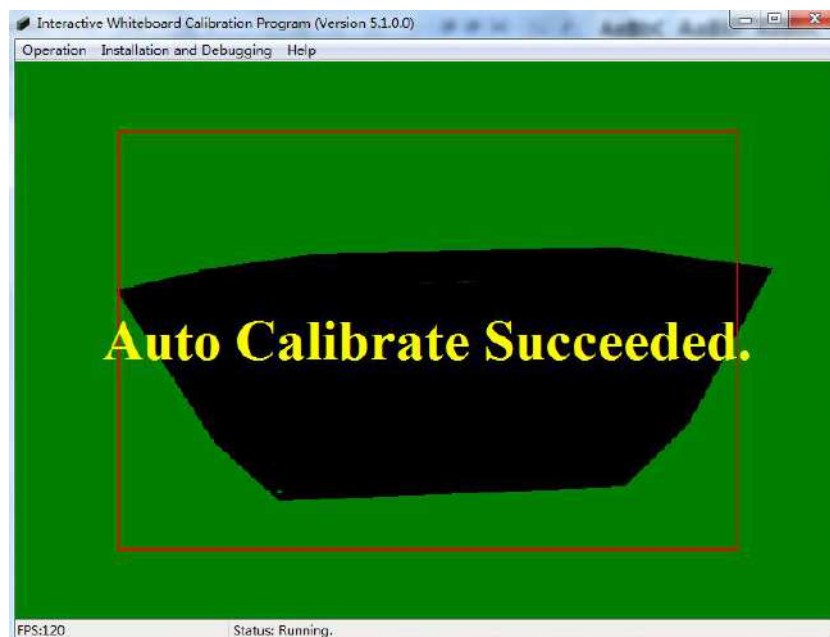 Interactive Whiteboard Calibration Program (Version 5.1.0.0)
Operation Installation and Debugging Help
Auto Calibrate Succeeded.
FPS:120 Status: Running.